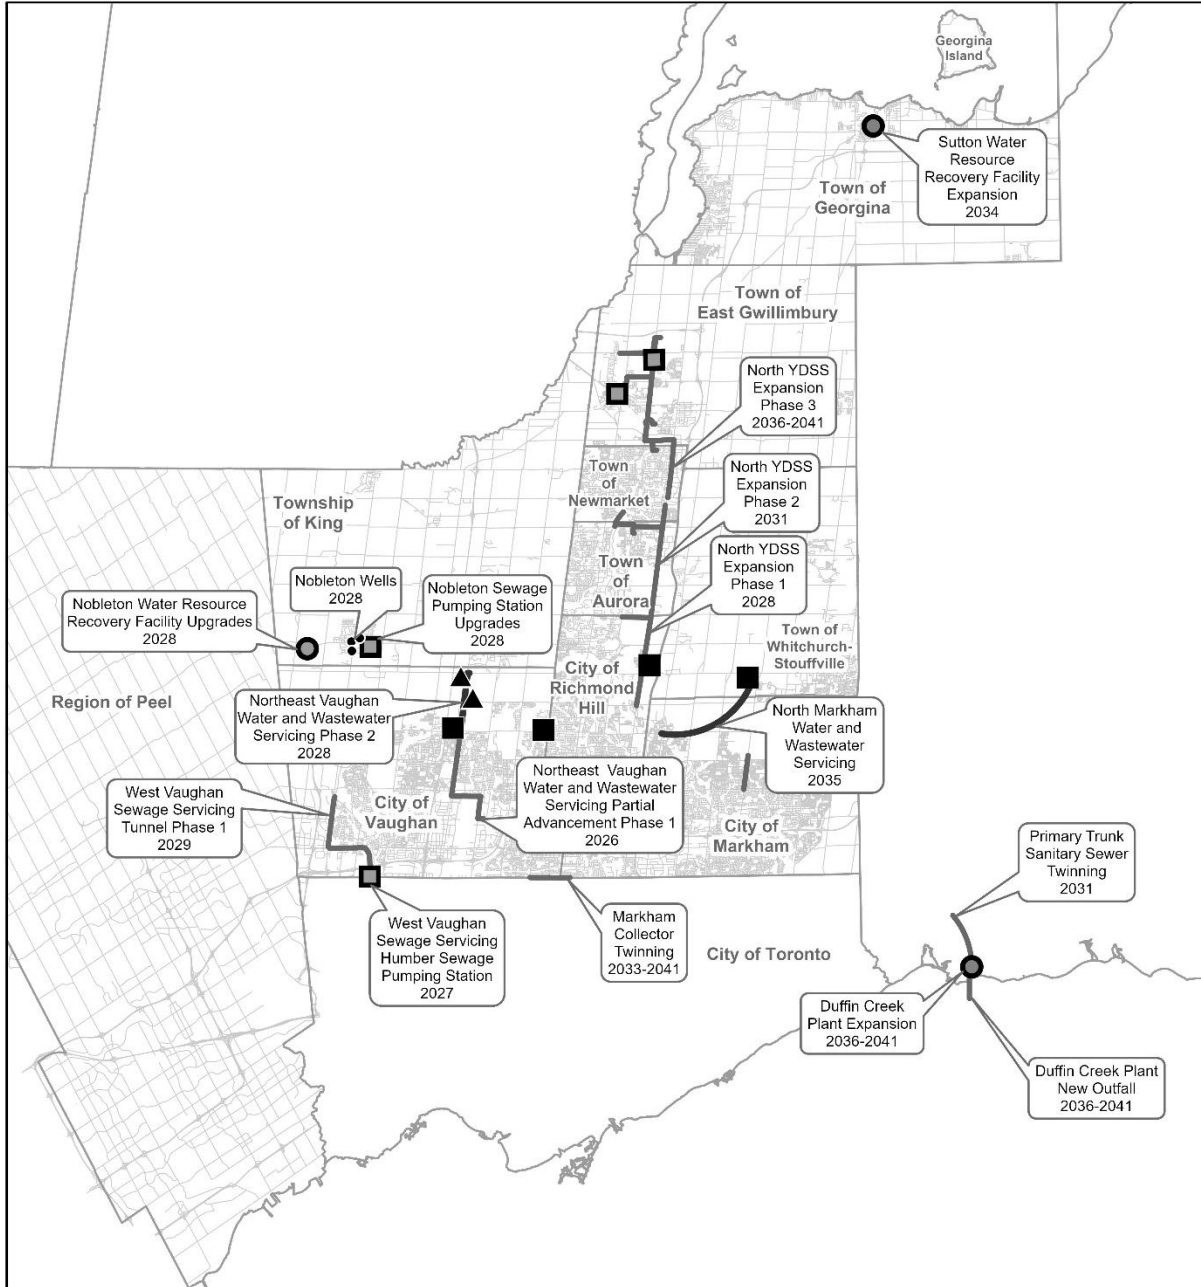 Georgina
Island
Sutton Water
Resource
Recovery Facility
Expansion
2034
Town of
Georgina
Town of
East Gwillimbury
North YDSS
Expansion
Phase 3
2036-2041
Town
of
Newmarket
North YDSS
Expansion
Phase 2
2031
Township
of King
Town
of
Aurora
North YDSS
Expansion
Phase 1
2028
Nobleton Wells
2028
Nobleton Sewage
Pumping Station
Upgrades
2028
Nobleton Water Resource
Recovery Facility Upgrades
2028
Town of
Whitchurch-
Stouffville
City of
Richmond
Hill
Region of Peel
Northeast Vaughan
Water and Wastewater
Servicing Phase 2
2028
North Markham
Water and
Wastewater
Servicing
2035
Northeast Vaughan
Water and Wastewater
Servicing Partial
Advancement Phase 1
2026
West Vaughan
Sewage Servicing
Tunnel Phase 1
2029
City of
Vaughan
City of
Markham
Primary Trunk
Sanitary Sewer
Twinning
2031
West Vaughan
Sewage Servicing
Humber Sewage
Pumping Station
2027
Markham
Collector
Twinning
2033-2041
City of Toronto
Duffin Creek
Plant Expansion
2036-2041
Duffin Creek Plant
New Outfall
2036-2041